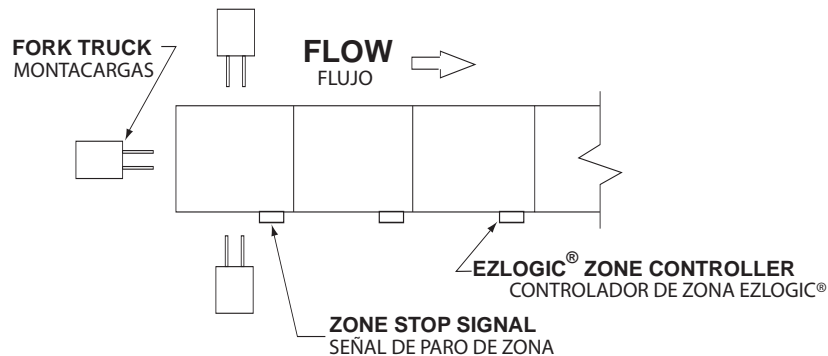 FORK TRUCK
MONTACARGAS
FLOW
FLUJO
EZLOGIC® ZONE CONTROLLER
CONTROLADOR DE ZONA EZLOGIC®
ZONE STOP SIGNAL
SEÑAL DE PARO DE ZONA